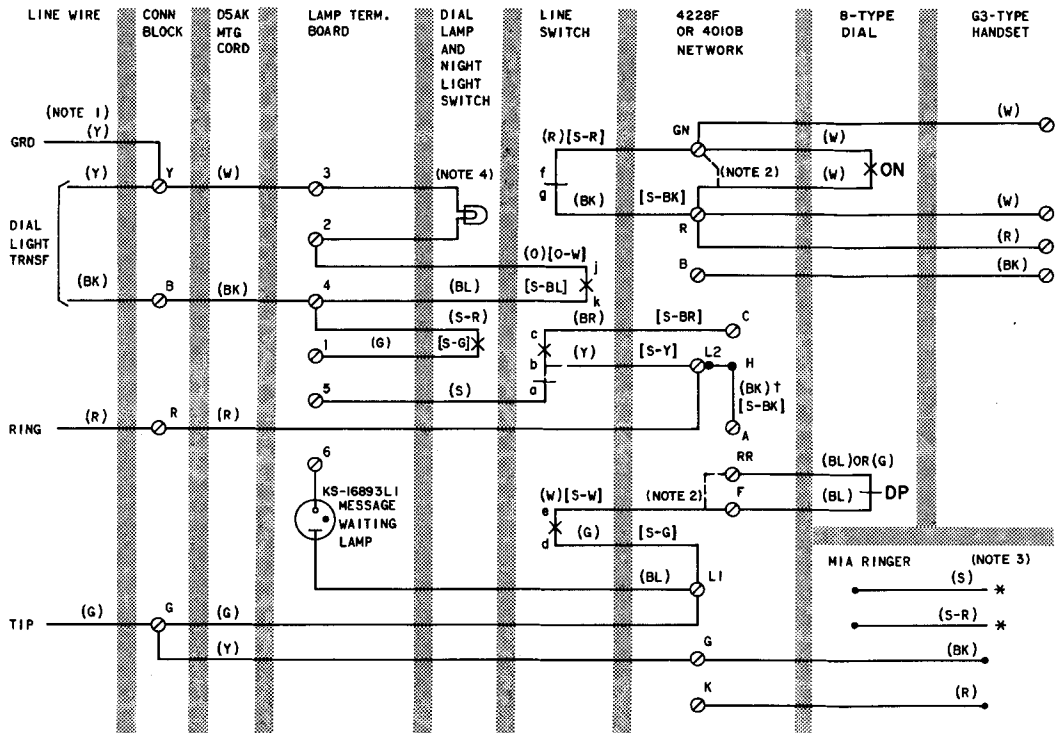 LINE WIRE
CONN
BLOCK
D5AK
MTG
CORD
LAMP TERM.
BOARD
DIAL
LAMP
AND
NIGHT
LIGHT
SWITCH
LINE
SWITCH
4228F
OR 4010B
NETWORK
B-TYPE
DIAL
G3-TYPE
HANDSET
(NOTE 1)
(Y)
GRD
(R)[S-R]
GN
(W)
(W)
(Y)
Y
(W)
3
(NOTE 4)
f
g
(NOTE 2)
ON
(W)
(BK)
[S-BK]
R
(W)
DIAL
LIGHT
TRNSF
2
(O)[O-W]
j
(R)
B
(BK)
(BK)
B
(BK)
4
(BL)
[S-BL]
k
(S-R)
(BR)
[S-BR]
C
1
(G)
[S-G]
c
b
a
(Y)
[S-Y]
L2
H
(BK)†
[S-BK]
5
(S)
A
RING
(R)
R
(R)
6
RR
(BL)OR(G)
KS-16893L1
MESSAGE
WAITING
LAMP
(W)[S-W]
(NOTE 2)
F
(BL)
DP
e
d
(G)
[S-G]
M1A RINGER
(NOTE 3)
(BL)
L1
(S)
*
TIP
(G)
G
(G)
(S-R)
*
(Y)
G
(BK)
K
(R)